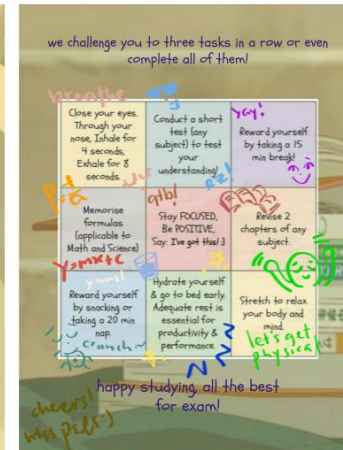 we challenge you to three tasks in a row or even
complete all of them!
breathe
Close your eyes.
Through your
nose, Inhale for
4 seconds,
Exhale for 8
seconds.
Conduct a short
test (any
subject) to test
your
understanding!
ez!
Yay!
Reward yourself
by taking a 15
min break!
Memorise
formulas
(applicable to
Math and Science)
y=mx+c
gtb!
Stay FOCUSED,
Be POSITIVE,
Say: I've got this! :)
Revise 2
chapters of any
subject.
yum!
Reward yourself
by snacking or
taking a 20 min
nap.
crunch~
Hydrate yourself
& go to bed early.
Adequate rest is
essential for
productivity &
performance.
Stretch to relax
your body and
mind.
let's get
physical!
happy studying, all the best
for exam!
cheers!